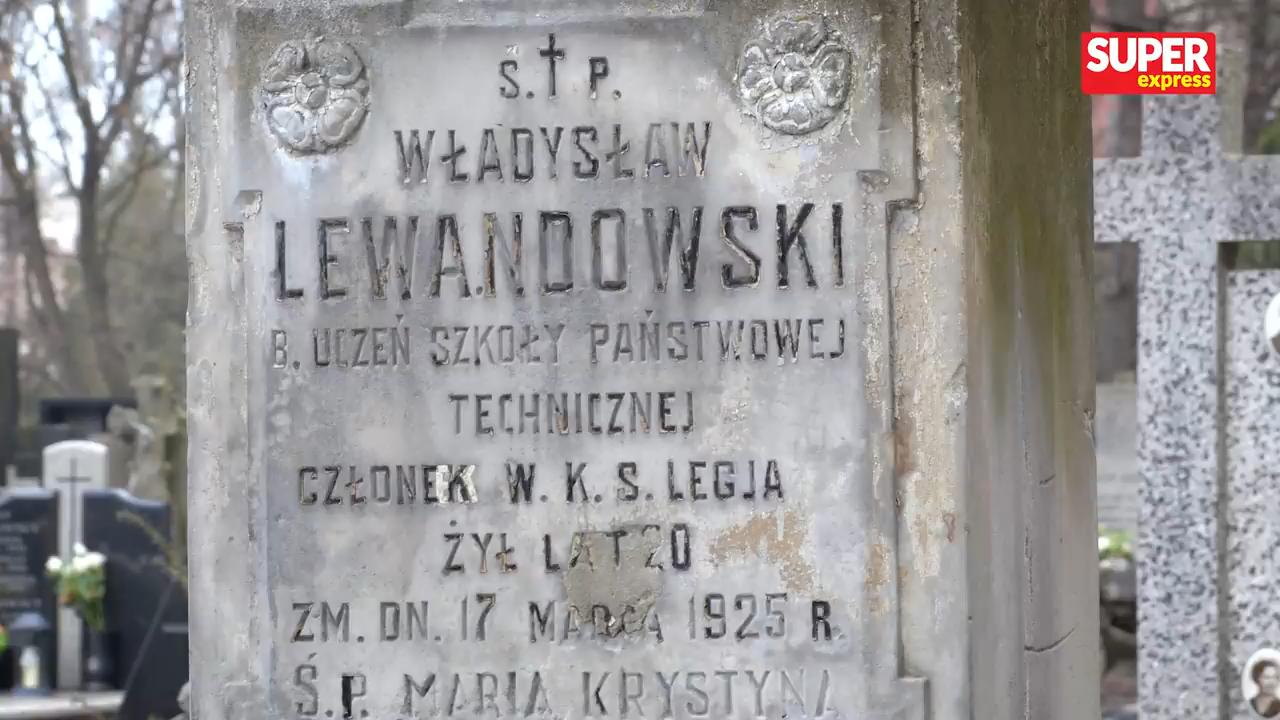 SUPER
express
Ś.†P.
WŁADYSŁAW
LEWANDOWSKI
B. UCZEŃ SZKOŁY PAŃSTWOWEJ
TECHNICZNEJ
CZŁONEK W. K. S. LEGJA
ŻYŁ LAT 20
ZM. DN. 17 MARCA 1925 R.
Ś.P. MARIA KRYSTYNA